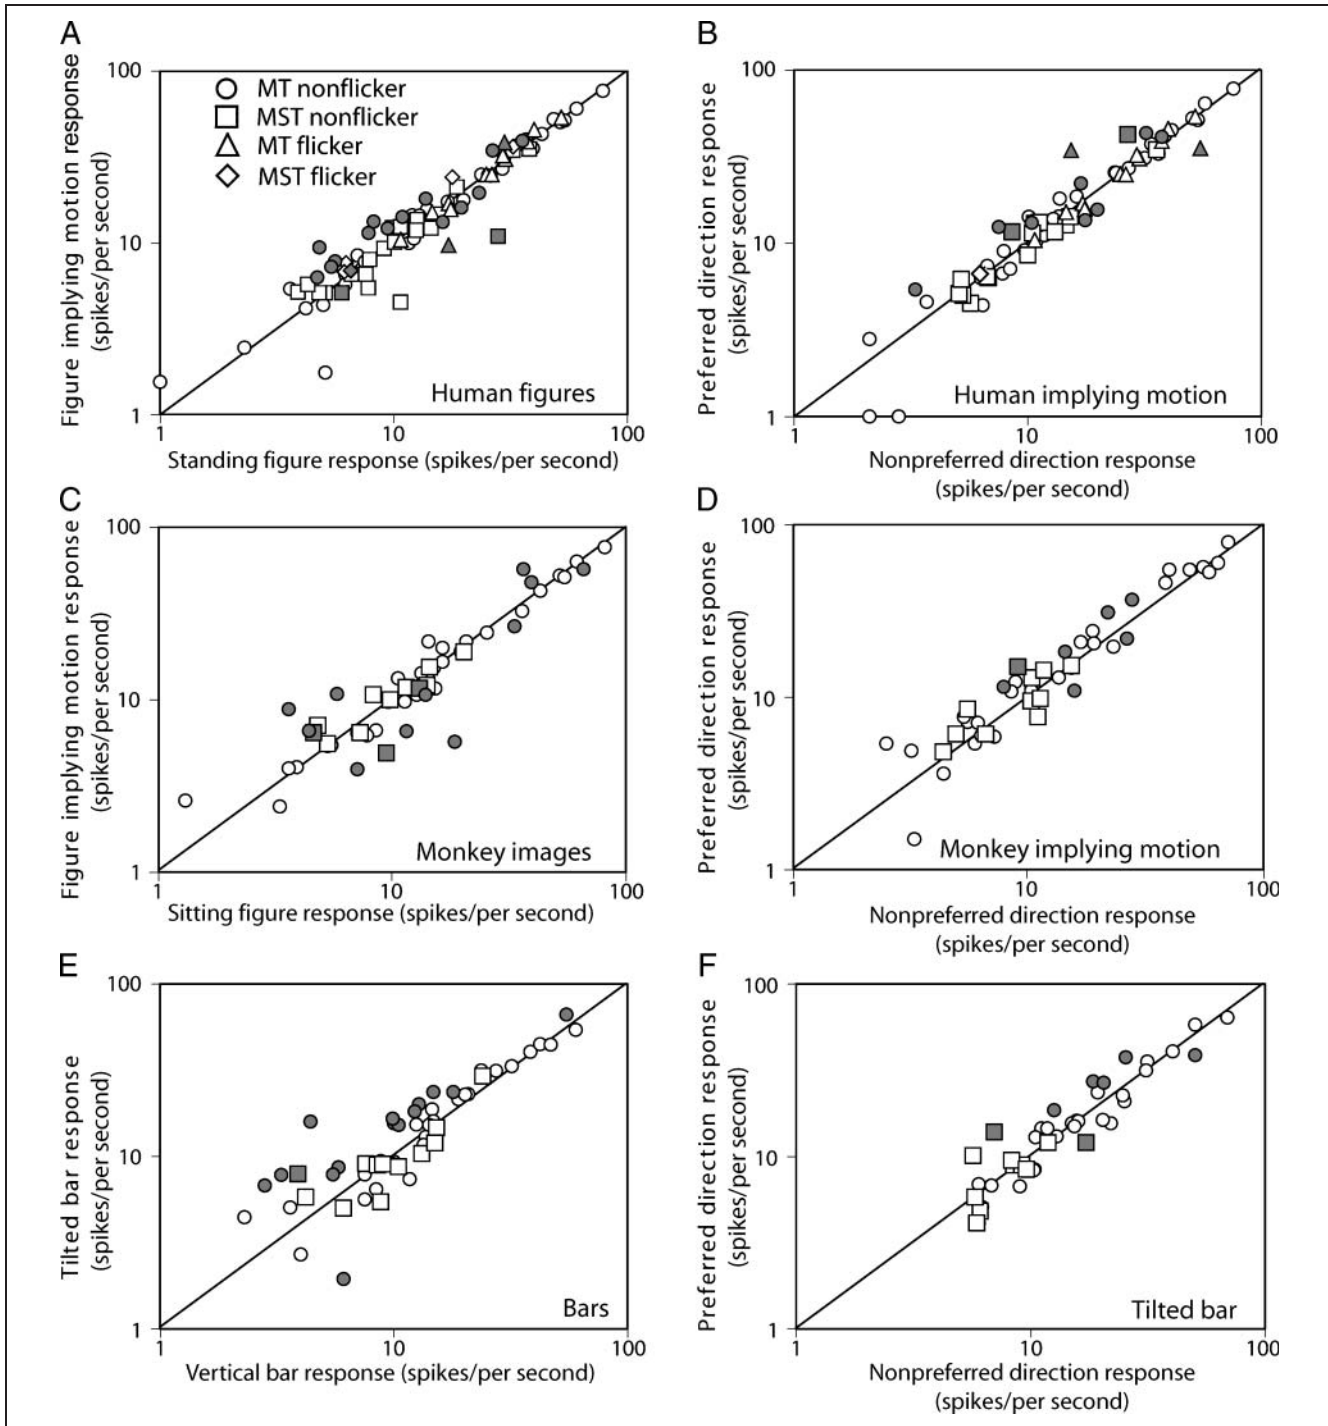 A
Figure implying motion response
(spikes/per second)
100
10
1
MT nonflicker
MST nonflicker
MT flicker
MST flicker
Human figures
1
10
100
Standing figure response (spikes/per second)
B
Preferred direction response
(spikes/per second)
100
10
1
Human implying motion
1
10
100
Nonpreferred direction response
(spikes/per second)
C
Figure implying motion response
(spikes/per second)
100
10
1
Monkey images
1
10
100
Sitting figure response (spikes/per second)
D
Preferred direction response
(spikes/per second)
100
10
1
Monkey implying motion
1
10
100
Nonpreferred direction response
(spikes/per second)
E
Tilted bar response
(spikes/per second)
100
10
1
Bars
1
10
100
Vertical bar response (spikes/per second)
F
Preferred direction response
(spikes/per second)
100
10
1
Tilted bar
1
10
100
Nonpreferred direction response
(spikes/per second)